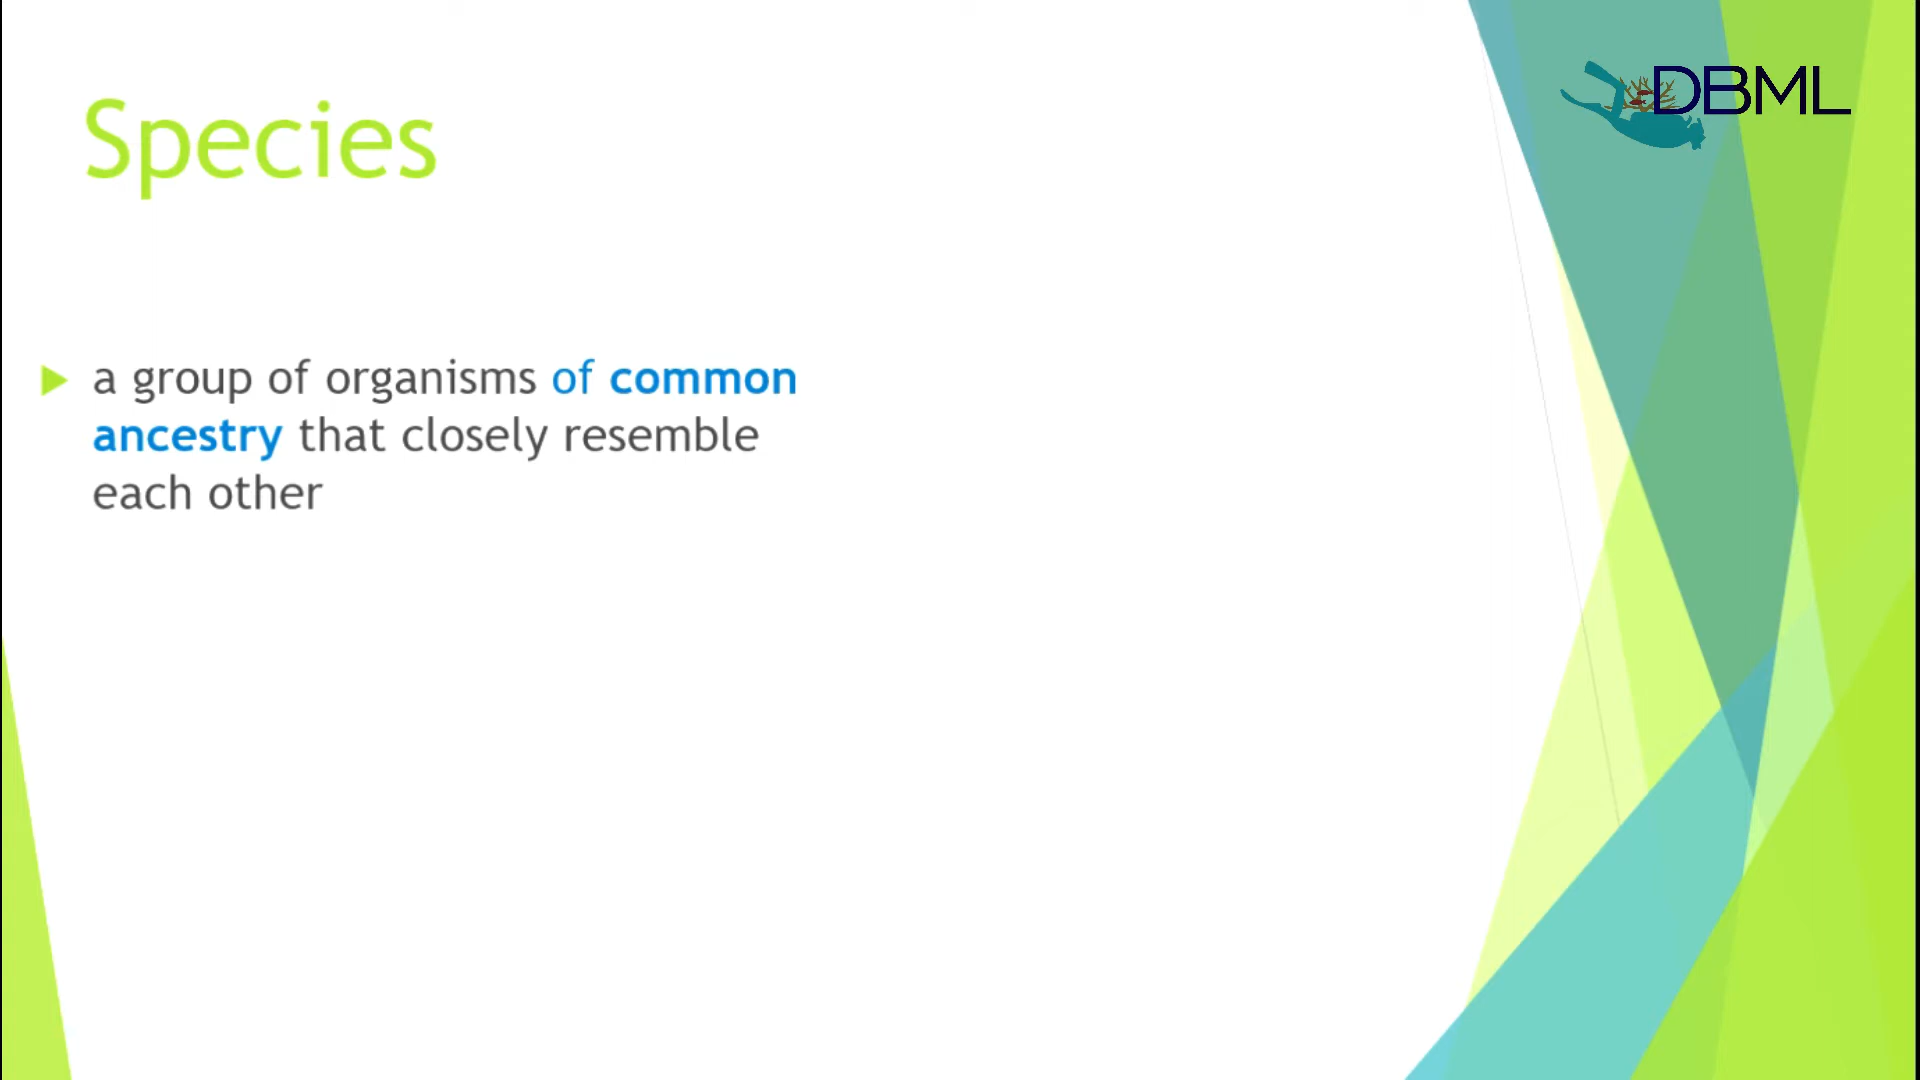 DBML
Species
a group of organisms of common
ancestry that closely resemble
each other